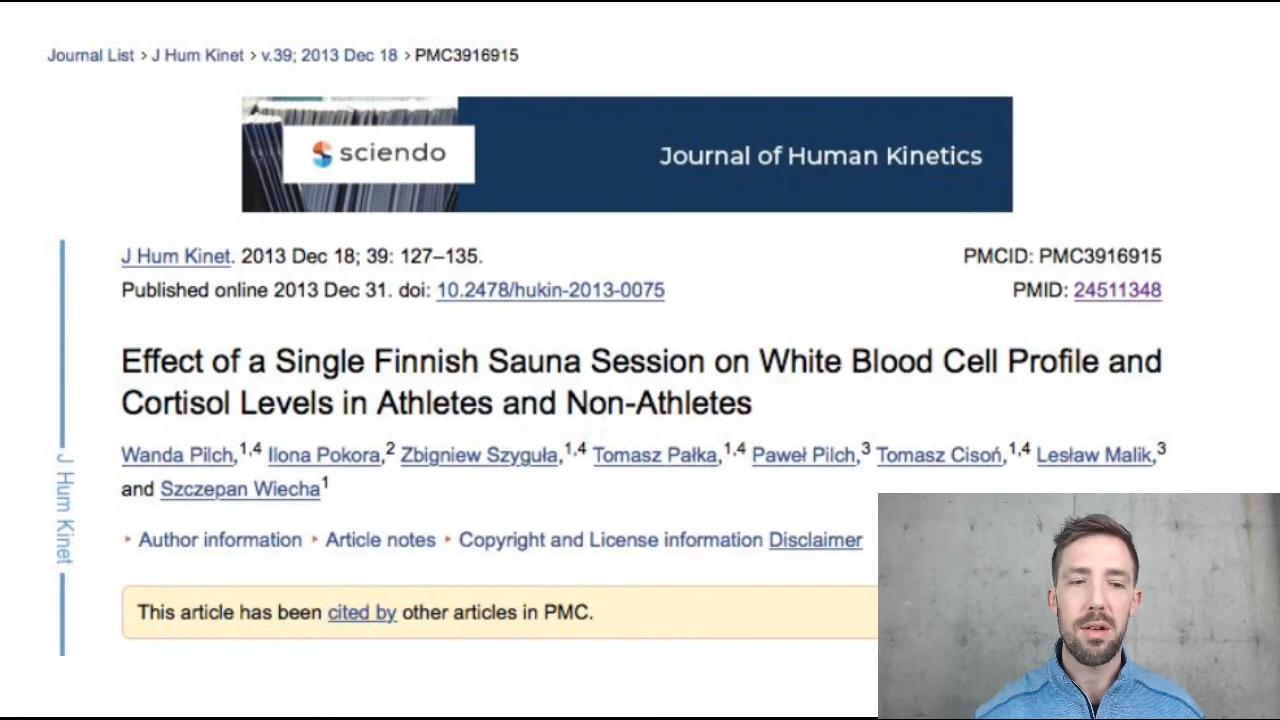 Journal List > J Hum Kinet > v.39; 2013 Dec 18 > PMC3916915
sciendo
Journal of Human Kinetics
J Hum Kinet. 2013 Dec 18; 39: 127–135.
PMCID: PMC3916915
Published online 2013 Dec 31. doi: 10.2478/hukin-2013-0075
PMID: 24511348
Effect of a Single Finnish Sauna Session on White Blood Cell Profile and
Cortisol Levels in Athletes and Non-Athletes
Wanda Pilch,1,4 Ilona Pokora,2 Zbigniew Szyguła,1,4 Tomasz Pałka,1,4 Paweł Pilch,3 Tomasz Cisoń,1,4 Lesław Malik,3
and Szczepan Wiecha1
J Hum Kinet
‣ Author information ‣ Article notes ‣ Copyright and License information Disclaimer
This article has been cited by other articles in PMC.